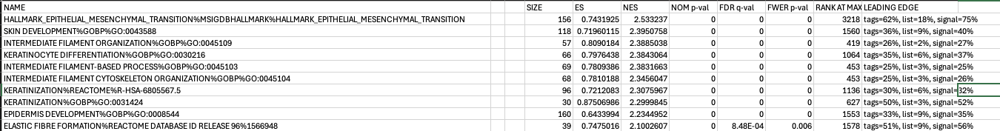 NAME SIZE ES NES NOM p-val FDR q-val FWER p-val RANK AT MAX LEADING EDGE
HALLMARK_EPITHELIAL_MESENCHYMAL_TRANSITION%MSIGDBHALLMARK%HALLMARK_EPITHELIAL_MESENCHYMAL_TRANSITION 156 0.7431925 2.533237 0 0 0 3218 tags=62%, list=18%, signal=75%
SKIN DEVELOPMENT%GOBP%GO:0043588 118 0.71960115 2.3950758 0 0 0 1560 tags=36%, list=9%, signal=40%
INTERMEDIATE FILAMENT ORGANIZATION%GOBP%GO:0045109 57 0.8090184 2.3885038 0 0 0 419 tags=26%, list=2%, signal=27%
KERATINOCYTE DIFFERENTIATION%GOBP%GO:0030216 66 0.7976438 2.3843064 0 0 0 1064 tags=35%, list=6%, signal=37%
INTERMEDIATE FILAMENT-BASED PROCESS%GOBP%GO:0045103 69 0.7809386 2.3831663 0 0 0 453 tags=25%, list=3%, signal=25%
INTERMEDIATE FILAMENT CYTOSKELETON ORGANIZATION%GOBP%GO:0045104 68 0.7810188 2.3456047 0 0 0 453 tags=25%, list=3%, signal=26%
KERATINIZATION%REACTOME%R-HSA-6805567.5 96 0.7212083 2.3075967 0 0 0 1136 tags=30%, list=6%, signal=32%
KERATINIZATION%GOBP%GO:0031424 30 0.87506986 2.2999845 0 0 0 627 tags=50%, list=3%, signal=52%
EPIDERMIS DEVELOPMENT%GOBP%GO:0008544 160 0.6433994 2.2344952 0 0 0 1553 tags=33%, list=9%, signal=35%
ELASTIC FIBRE FORMATION%REACTOME DATABASE ID RELEASE 96%1566948 39 0.7475016 2.1002607 0 8.48E-04 0.006 1578 tags=51%, list=9%, signal=56%